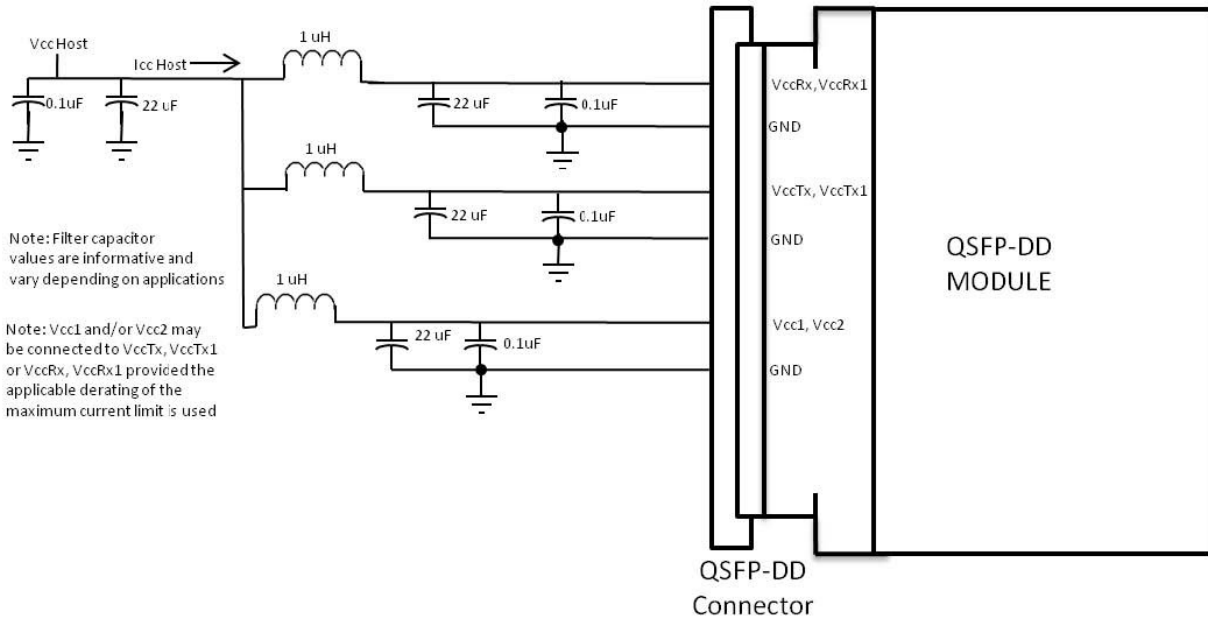 Vcc Host
Icc Host
1 uH
0.1uF
22 uF
22 uF
0.1uF
VccRx, VccRx1
GND
1 uH
22 uF
0.1uF
VccTx, VccTx1
GND
Note: Filter capacitor
values are informative and
vary depending on applications
1 uH
22 uF
0.1uF
Vcc1, Vcc2
GND
Note: Vcc1 and/or Vcc2 may
be connected to VccTx, VccTx1
or VccRx, VccRx1 provided the
applicable derating of the
maximum current limit is used
QSFP-DD
MODULE
QSFP-DD
Connector